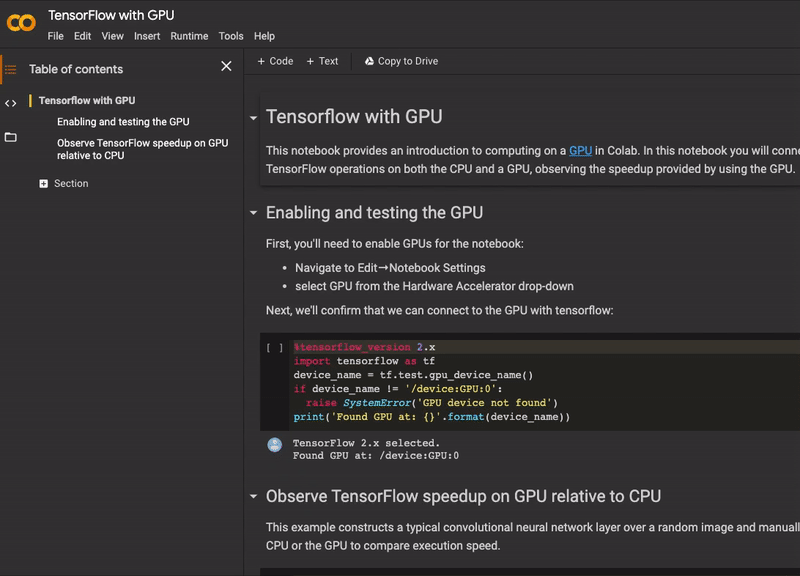 TensorFlow with GPU
File Edit View Insert Runtime Tools Help
Table of contents
Tensorflow with GPU
Enabling and testing the GPU
Observe TensorFlow speedup on GPU
relative to CPU
Section
+ Code + Text Copy to Drive
Tensorflow with GPU
This notebook provides an introduction to computing on a GPU in Colab. In this notebook you will
TensorFlow operations on both the CPU and a GPU, observing the speedup provided by using the GPU.
Enabling and testing the GPU
First, you'll need to enable GPUs for the notebook:
• Navigate to Edit→Notebook Settings
• select GPU from the Hardware Accelerator drop-down
Next, we'll confirm that we can connect to the GPU with tensorflow:
[ ] %tensorflow_version 2.x
import tensorflow as tf
device_name = tf.test.gpu_device_name()
if device_name != '/device:GPU:0':
raise SystemError('GPU device not found')
print('Found GPU at: {}'.format(device_name))
TensorFlow 2.x selected.
Found GPU at: /device:GPU:0
Observe TensorFlow speedup on GPU relative to CPU
This example constructs a typical convolutional neural network layer over a random image and
CPU or the GPU to compare execution speed.